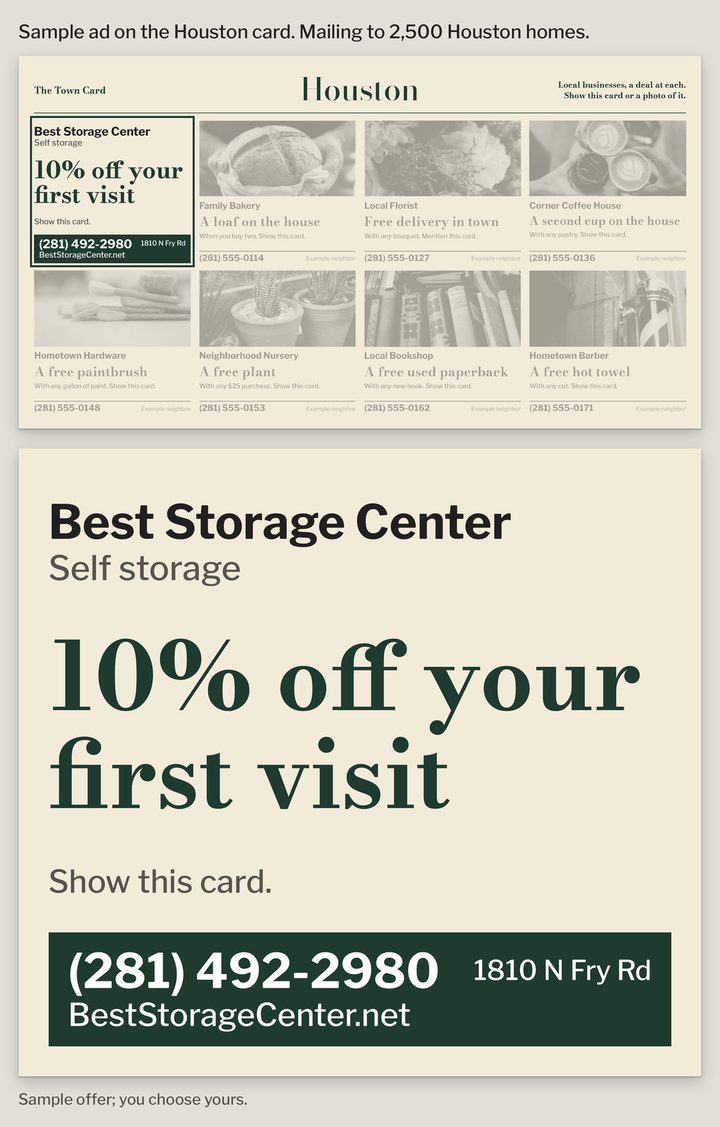 Sample ad on the Houston card. Mailing to 2,500 Houston homes.
The Town Card
Houston
Local businesses, a deal at each.
Show this card or a photo of it.
Best Storage Center
Self storage
10% off your
first visit
Show this card.
(281) 492-2980 1810 N Fry Rd
BestStorageCenter.net
Family Bakery
A loaf on the house
When you buy two. Show this card.
(281) 555-0114 Example neighbor
Local Florist
Free delivery in town
With any bouquet. Mention this card.
(281) 555-0127 Example neighbor
Corner Coffee House
A second cup on the house
With any pastry. Show this card.
(281) 555-0136 Example neighbor
Hometown Hardware
A free paintbrush
With any gallon of paint. Show this card.
(281) 555-0148 Example neighbor
Neighborhood Nursery
A free plant
With any $25 purchase. Show this card.
(281) 555-0153 Example neighbor
Local Bookshop
A free used paperback
With any new book. Show this card.
(281) 555-0162 Example neighbor
Hometown Barber
A free hot towel
With any cut. Show this card.
(281) 555-0171 Example neighbor
Best Storage Center
Self storage
10% off your
first visit
Show this card.
(281) 492-2980 1810 N Fry Rd
BestStorageCenter.net
Sample offer; you choose yours.